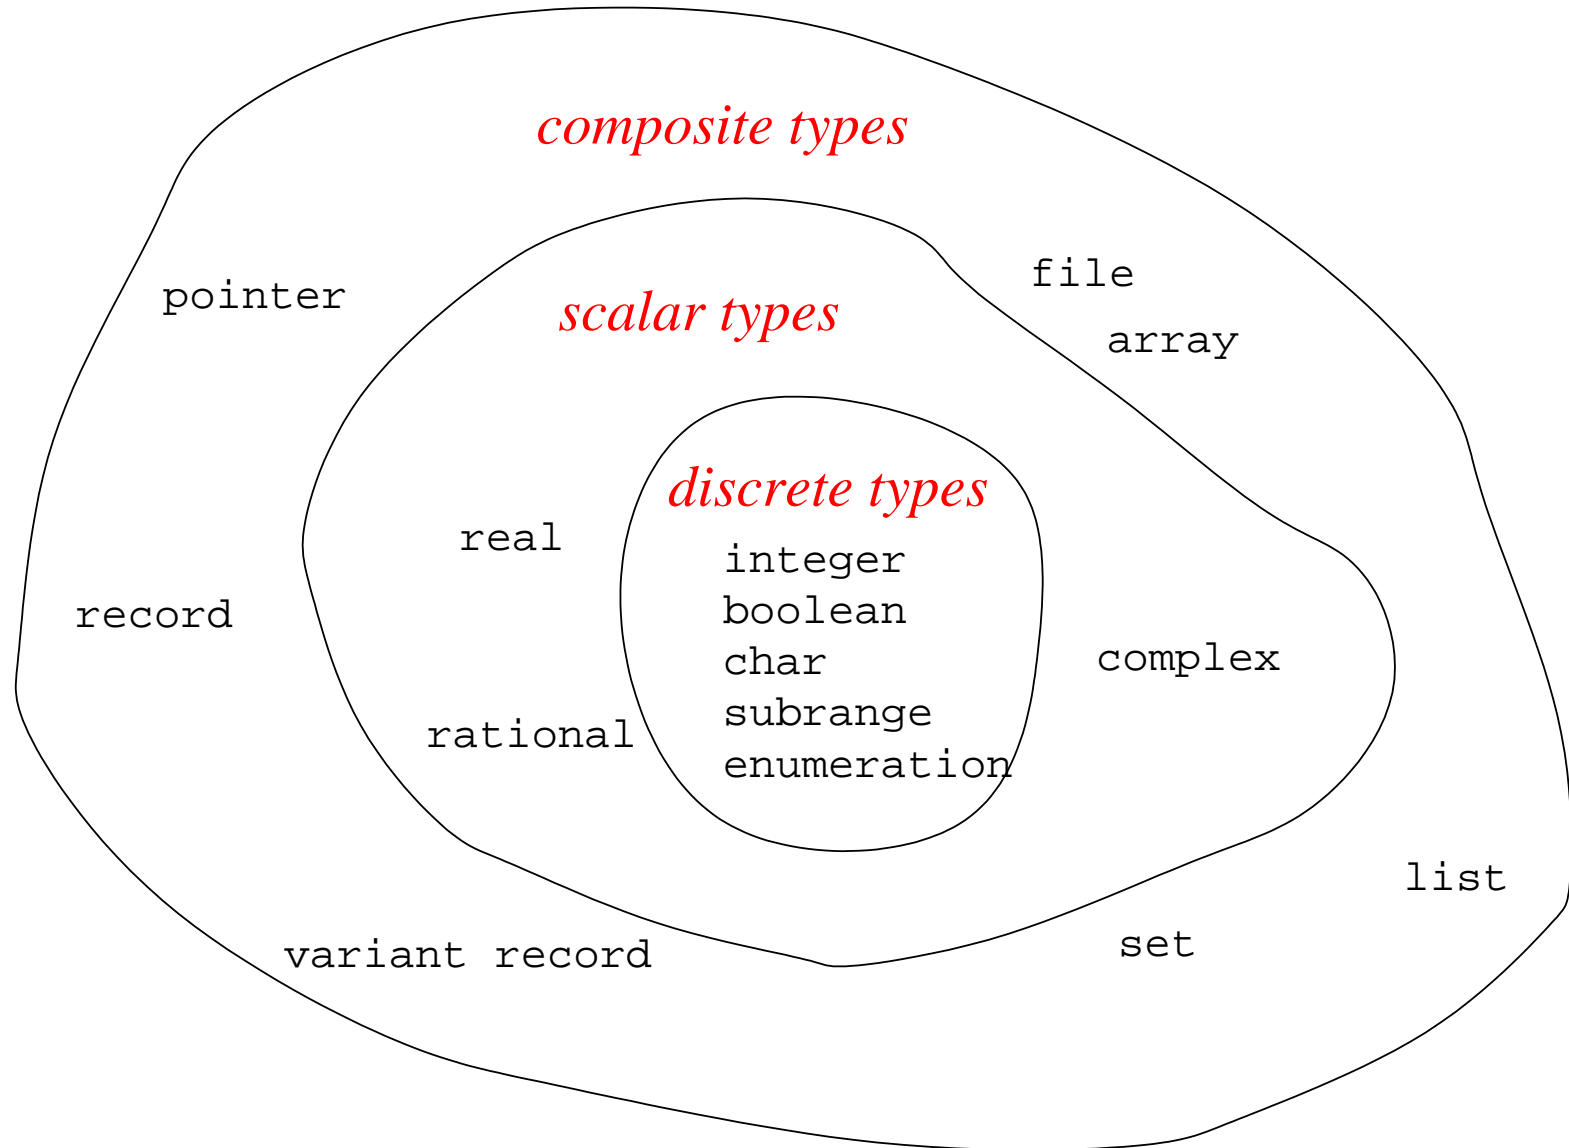 composite types
file
pointer
scalar types
array
discrete types
real
integer
boolean
record
char
complex
subrange
rational
enumeration
list
set
variant record